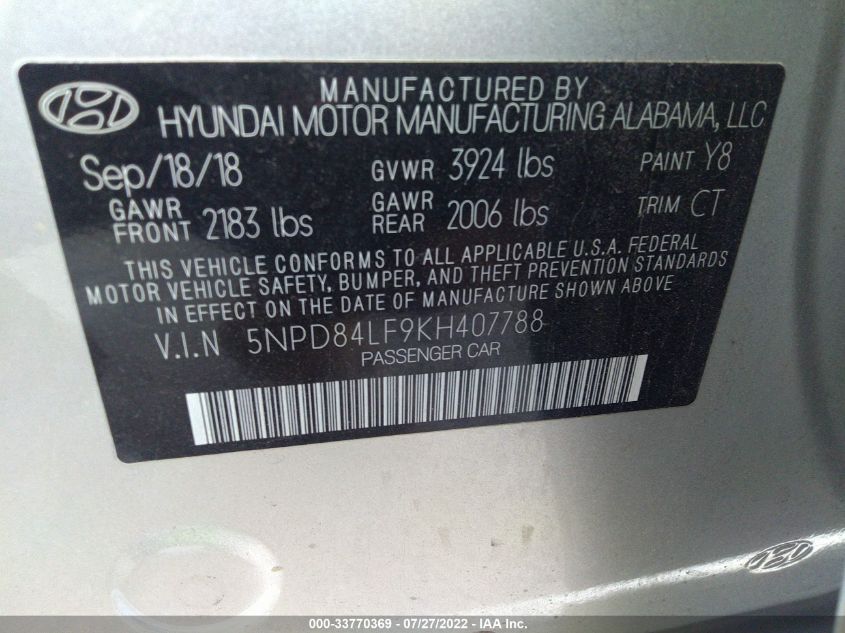 MANUFACTURED BY
HYUNDAI MOTOR MANUFACTURING ALABAMA, LLC
Sep/18/18 GVWR 3924 lbs PAINT Y8
GAWR FRONT 2183 lbs GAWR REAR 2006 lbs TRIM CT
THIS VEHICLE CONFORMS TO ALL APPLICABLE U.S.A. FEDERAL
MOTOR VEHICLE SAFETY, BUMPER, AND THEFT PREVENTION STANDARDS
IN EFFECT ON THE DATE OF MANUFACTURE SHOWN ABOVE.
V.I.N 5NPD84LF9KH407788
PASSENGER CAR
000-33770369 - 07/27/2022 - IAA Inc.